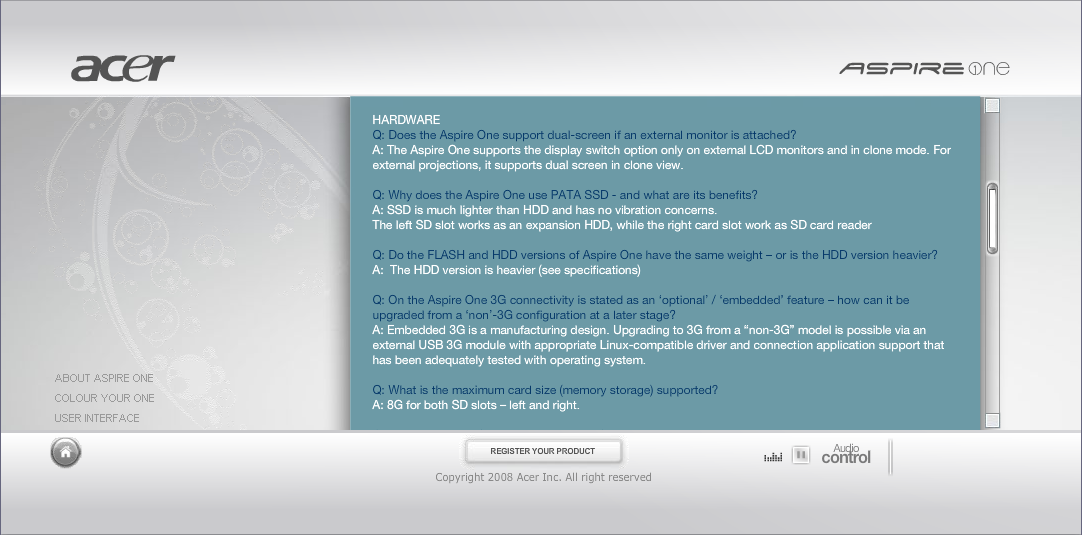 acer
ASPIRE one
HARDWARE
Q: Does the Aspire One support dual-screen if an external monitor is attached?
A: The Aspire One supports the display switch option only on external LCD monitors and in clone mode. For
external projections, it supports dual screen in clone view.
Q: Why does the Aspire One use PATA SSD - and what are its benefits?
A: SSD is much lighter than HDD and has no vibration concerns.
The left SD slot works as an expansion HDD, while the right card slot work as SD card reader
Q: Do the FLASH and HDD versions of Aspire One have the same weight – or is the HDD version heavier?
A:  The HDD version is heavier (see specifications)
Q: On the Aspire One 3G connectivity is stated as an ‘optional’ / ‘embedded’ feature – how can it be
upgraded from a ‘non’-3G configuration at a later stage?
A: Embedded 3G is a manufacturing design. Upgrading to 3G from a “non-3G” model is possible via an
external USB 3G module with appropriate Linux-compatible driver and connection application support that
has been adequately tested with operating system.
Q: What is the maximum card size (memory storage) supported?
A: 8G for both SD slots – left and right.
ABOUT ASPIRE ONE
COLOUR YOUR ONE
USER INTERFACE
REGISTER YOUR PRODUCT
Audio
control
Copyright 2008 Acer Inc. All right reserved